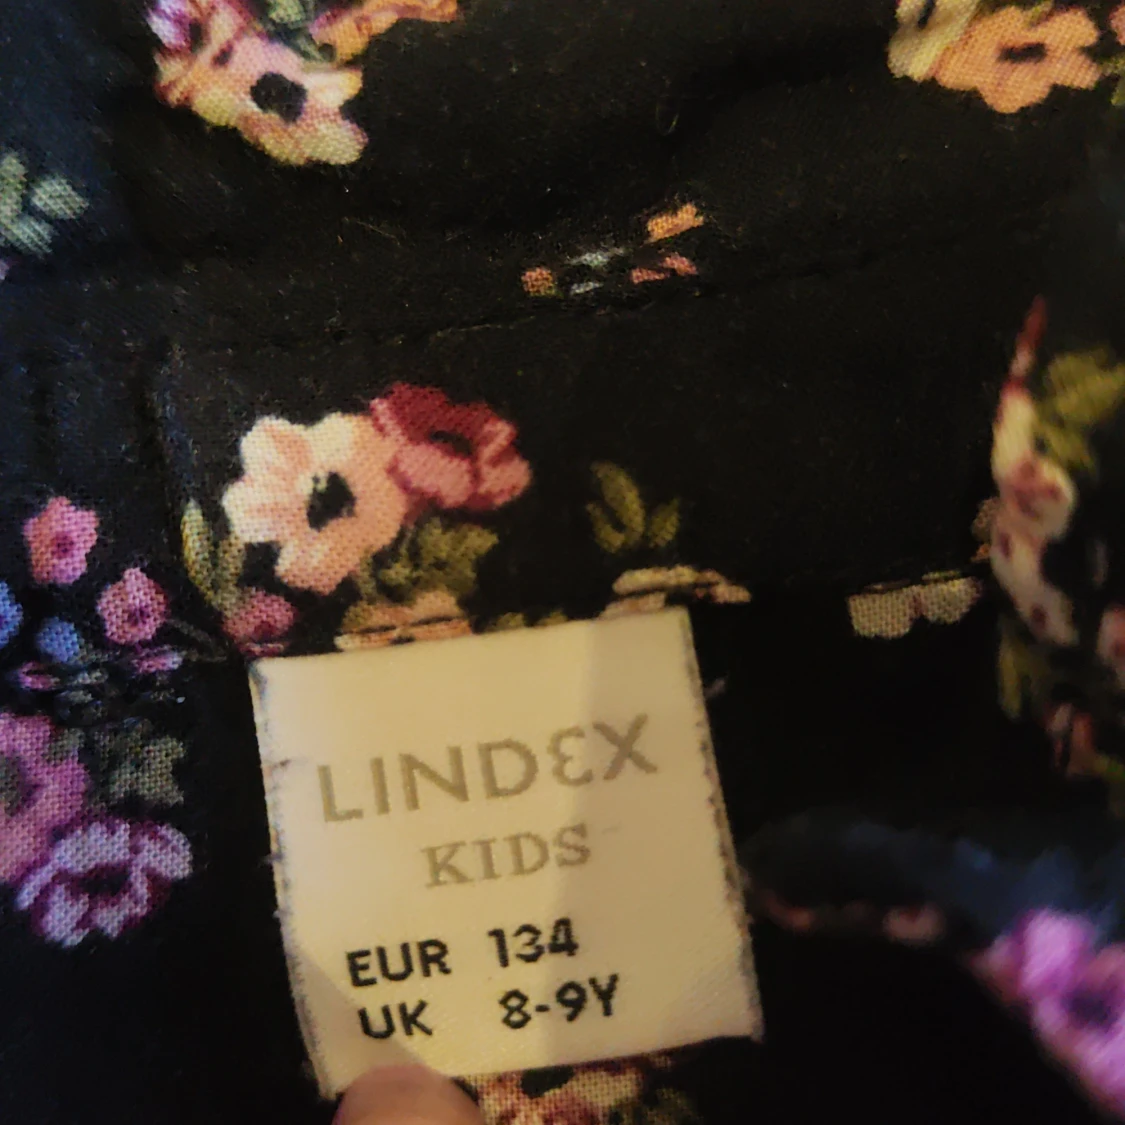 LINDEX
KIDS
EUR 134
UK 8-9Y